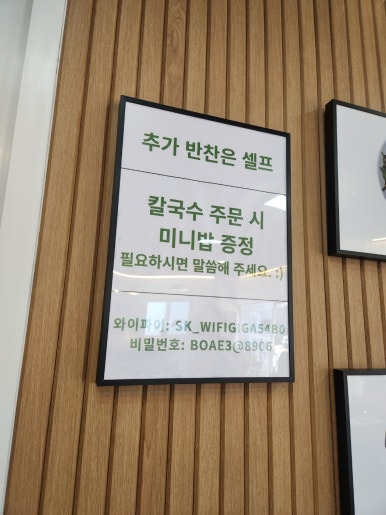 추가 반찬은 셀프
칼국수 주문 시
미니밥 증정
필요하시면 말씀해 주세요. :)
와이파이: SK_WIFIGIGA54B0
비밀번호: BOAE3@8906